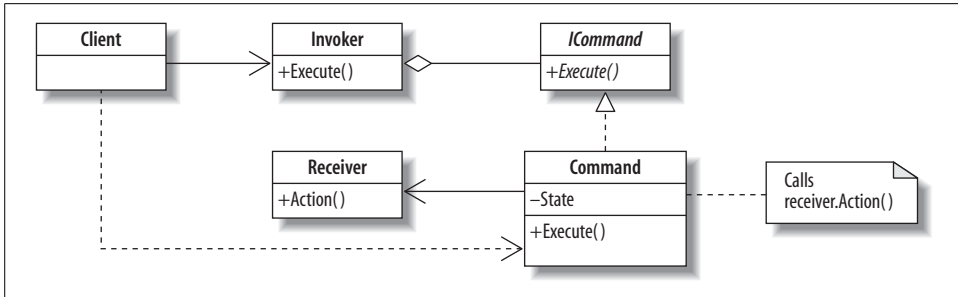 Client
Invoker
+Execute()
ICommand
+Execute()
Receiver
+Action()
Command
–State
+Execute()
Calls
receiver.Action()